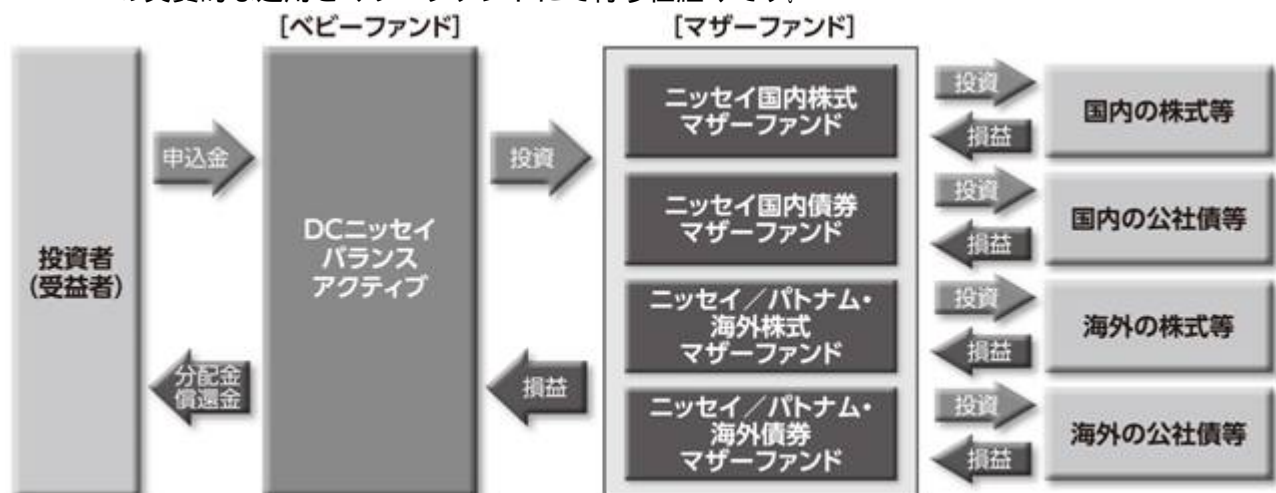 [ベビーファンド]
[マザーファンド]
投資者
(受益者)
申込金
分配金
償還金
DCニッセイ
バランス
アクティブ
投資
損益
ニッセイ国内株式
マザーファンド
投資
損益
国内の株式等
ニッセイ国内債券
マザーファンド
投資
損益
国内の公社債等
ニッセイ／パトナム・
海外株式
マザーファンド
投資
損益
海外の株式等
ニッセイ／パトナム・
海外債券
マザーファンド
投資
損益
海外の公社債等